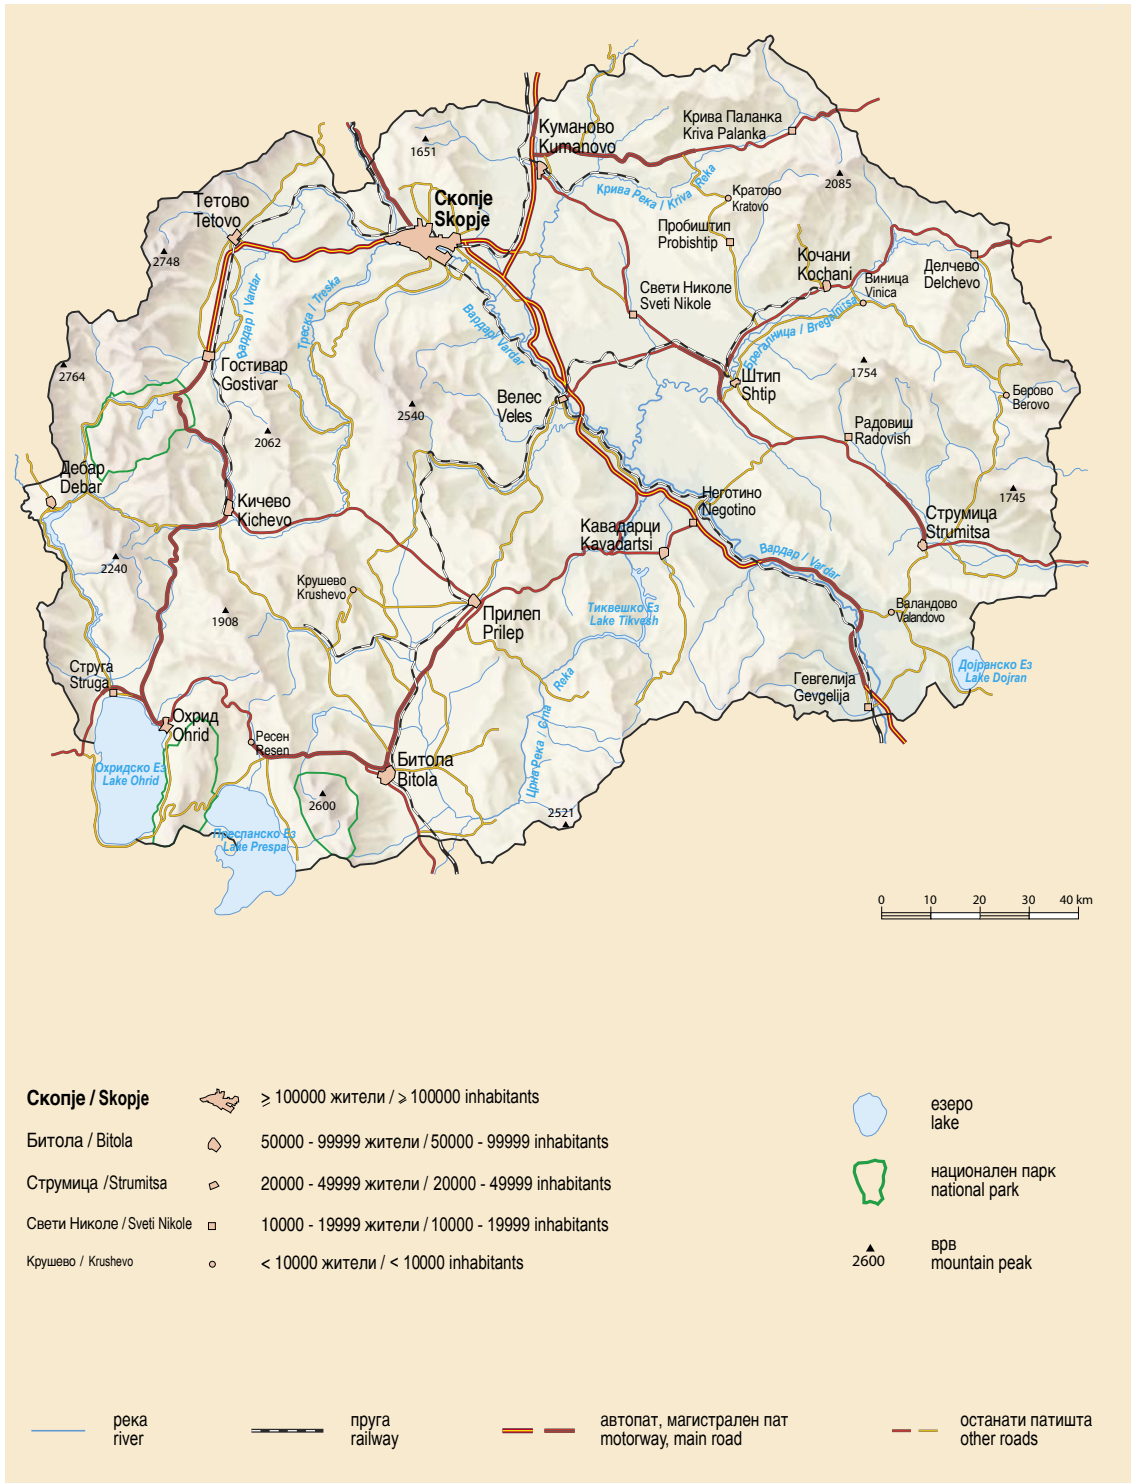 Куманово
Kumanovo
Крива Паланка
Kriva Palanka
1651
2085
Крива Река / Kriva Reka
Кратово
Kratovo
Тетово
Tetovo
Скопје
Skopje
Пробиштип
Probishtip
2748
Кочани
Kochani
Виница
Vinica
Делчево
Delchevo
Вардар / Vardar
Треска / Treska
Свети Николе
Sveti Nikole
Вардар / Vardar
Брегалница / Bregalnitsa
2764
Гостивар
Gostivar
1754
Штип
Shtip
Велес
Veles
2540
Берово
Berovo
2062
Радовиш
Radovish
Дебар
Debar
Кичево
Kichevo
Неготино
Negotino
1745
Струмица
Strumitsa
Кавадарци
Kavadartsi
2240
Вардар / Vardar
Крушево
Krushevo
1908
Прилеп
Prilep
Тиквешко Ез
Lake Tikvesh
Валандово
Valandovo
Струга
Struga
Дојранско Ез
Lake Dojran
Гевгелија
Gevgelija
Охрид
Ohrid
Ресен
Resen
Црна Река / Crna Reka
Битола
Bitola
Охридско Ез
Lake Ohrid
2600
2521
Преспанско Ез
Lake Prespa
0 10 20 30 40 km
Скопје / Skopje ⩾ 100000 жители / ⩾ 100000 inhabitants
Битола / Bitola 50000 - 99999 жители / 50000 - 99999 inhabitants
Струмица /Strumitsa 20000 - 49999 жители / 20000 - 49999 inhabitants
Свети Николе / Sveti Nikole 10000 - 19999 жители / 10000 - 19999 inhabitants
Крушево / Krushevo < 10000 жители / < 10000 inhabitants
езеро
lake
национален парк
national park
2600
врв
mountain peak
река
river
пруга
railway
автопат, магистрален пат
motorway, main road
останати патишта
other roads